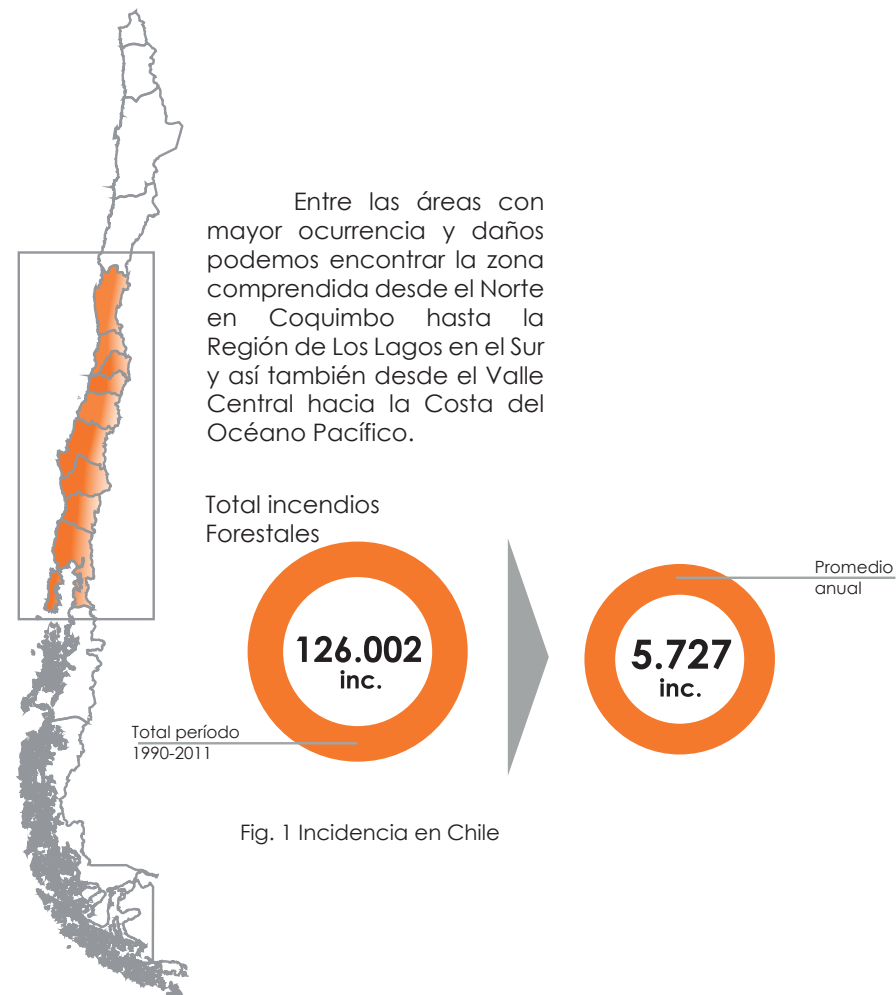 Entre las áreas con
mayor ocurrencia y daños
podemos encontrar la zona
comprendida desde el Norte
en Coquimbo hasta la
Región de Los Lagos en el Sur
y así también desde el Valle
Central hacia la Costa del
Océano Pacífico.
Total incendios
Forestales
126.002
inc.
Total período
1990-2011
5.727
inc.
Promedio
anual
Fig. 1 Incidencia en Chile